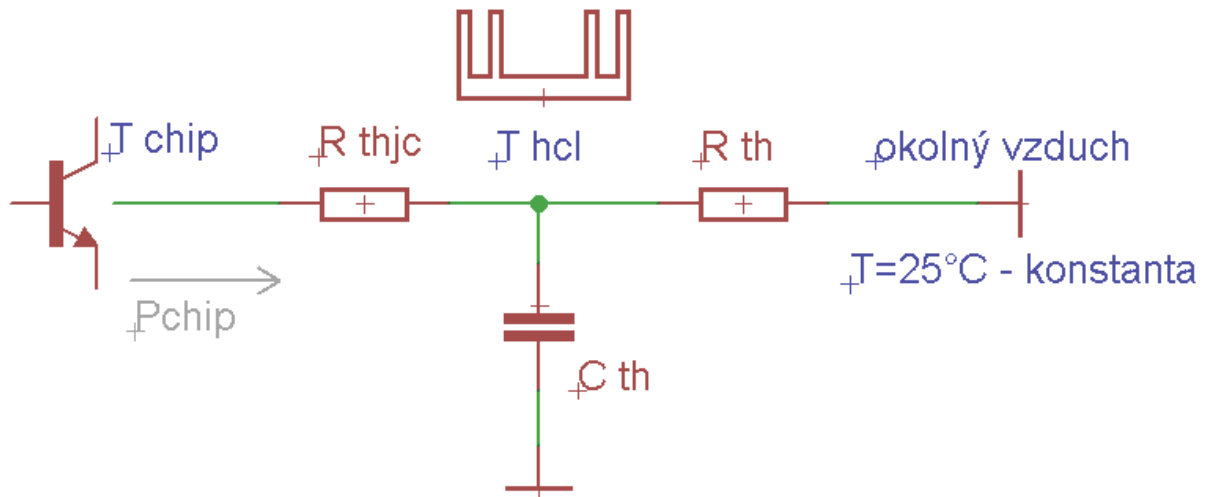 T chip
R thjc
T hcl
R th
okolný vzduch
T=25°C - konstanta
Pchip
C th